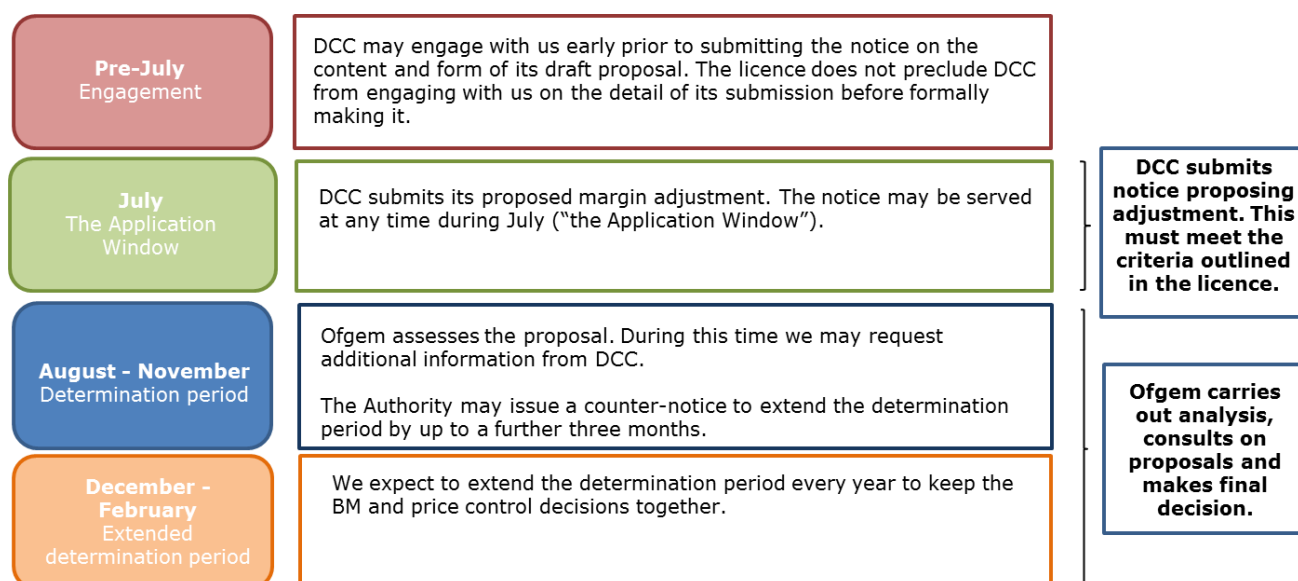 Pre-July
Engagement
DCC may engage with us early prior to submitting the notice on the
content and form of its draft proposal. The licence does not preclude DCC
from engaging with us on the detail of its submission before formally
making it.
July
The Application
Window
DCC submits its proposed margin adjustment. The notice may be served
at any time during July (“the Application Window”).
DCC submits
notice proposing
adjustment. This
must meet the
criteria outlined
in the licence.
August - November
Determination period
Ofgem assesses the proposal. During this time we may request
additional information from DCC.
The Authority may issue a counter-notice to extend the determination
period by up to a further three months.
December -
February
Extended
determination period
We expect to extend the determination period every year to keep the
BM and price control decisions together.
Ofgem carries
out analysis,
consults on
proposals and
makes final
decision.